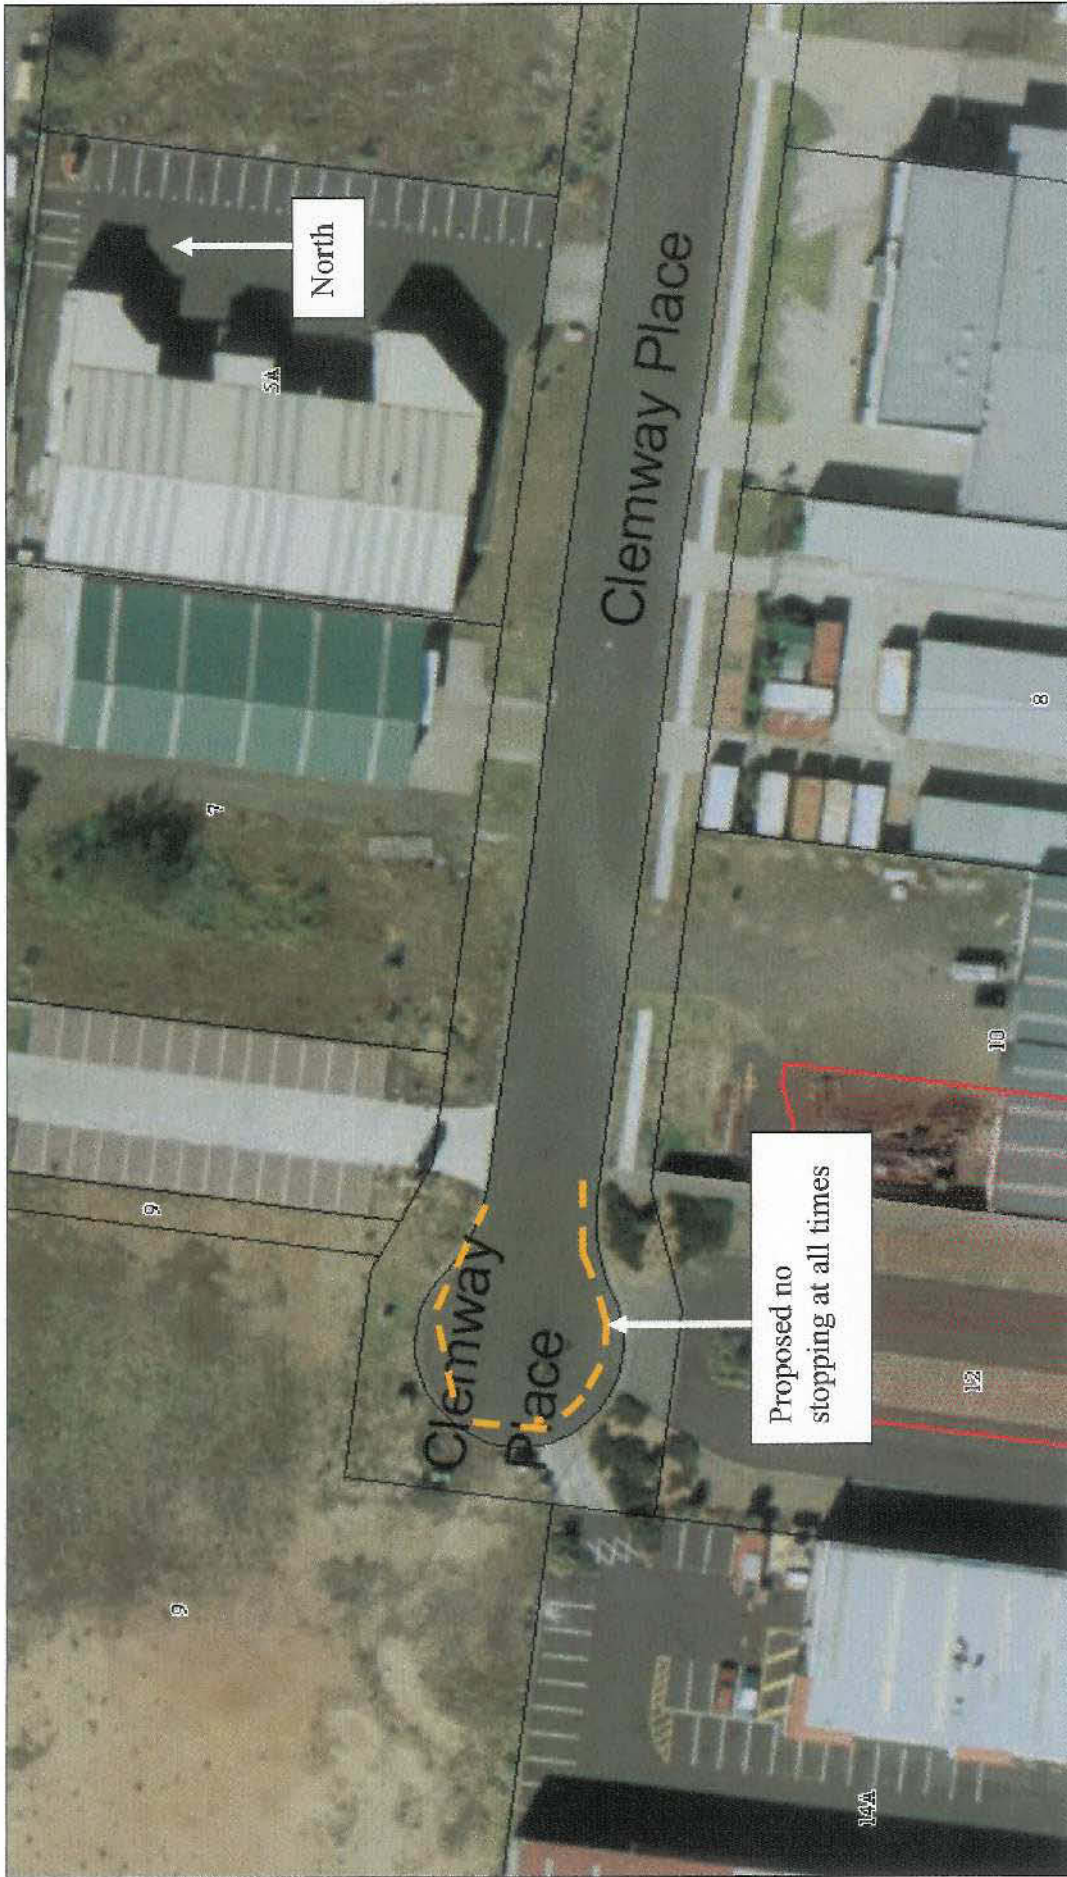 9
9
7
5A
North
Clemway
Place
Clemway Place
Proposed no
stopping at all times
14A
12
10
8